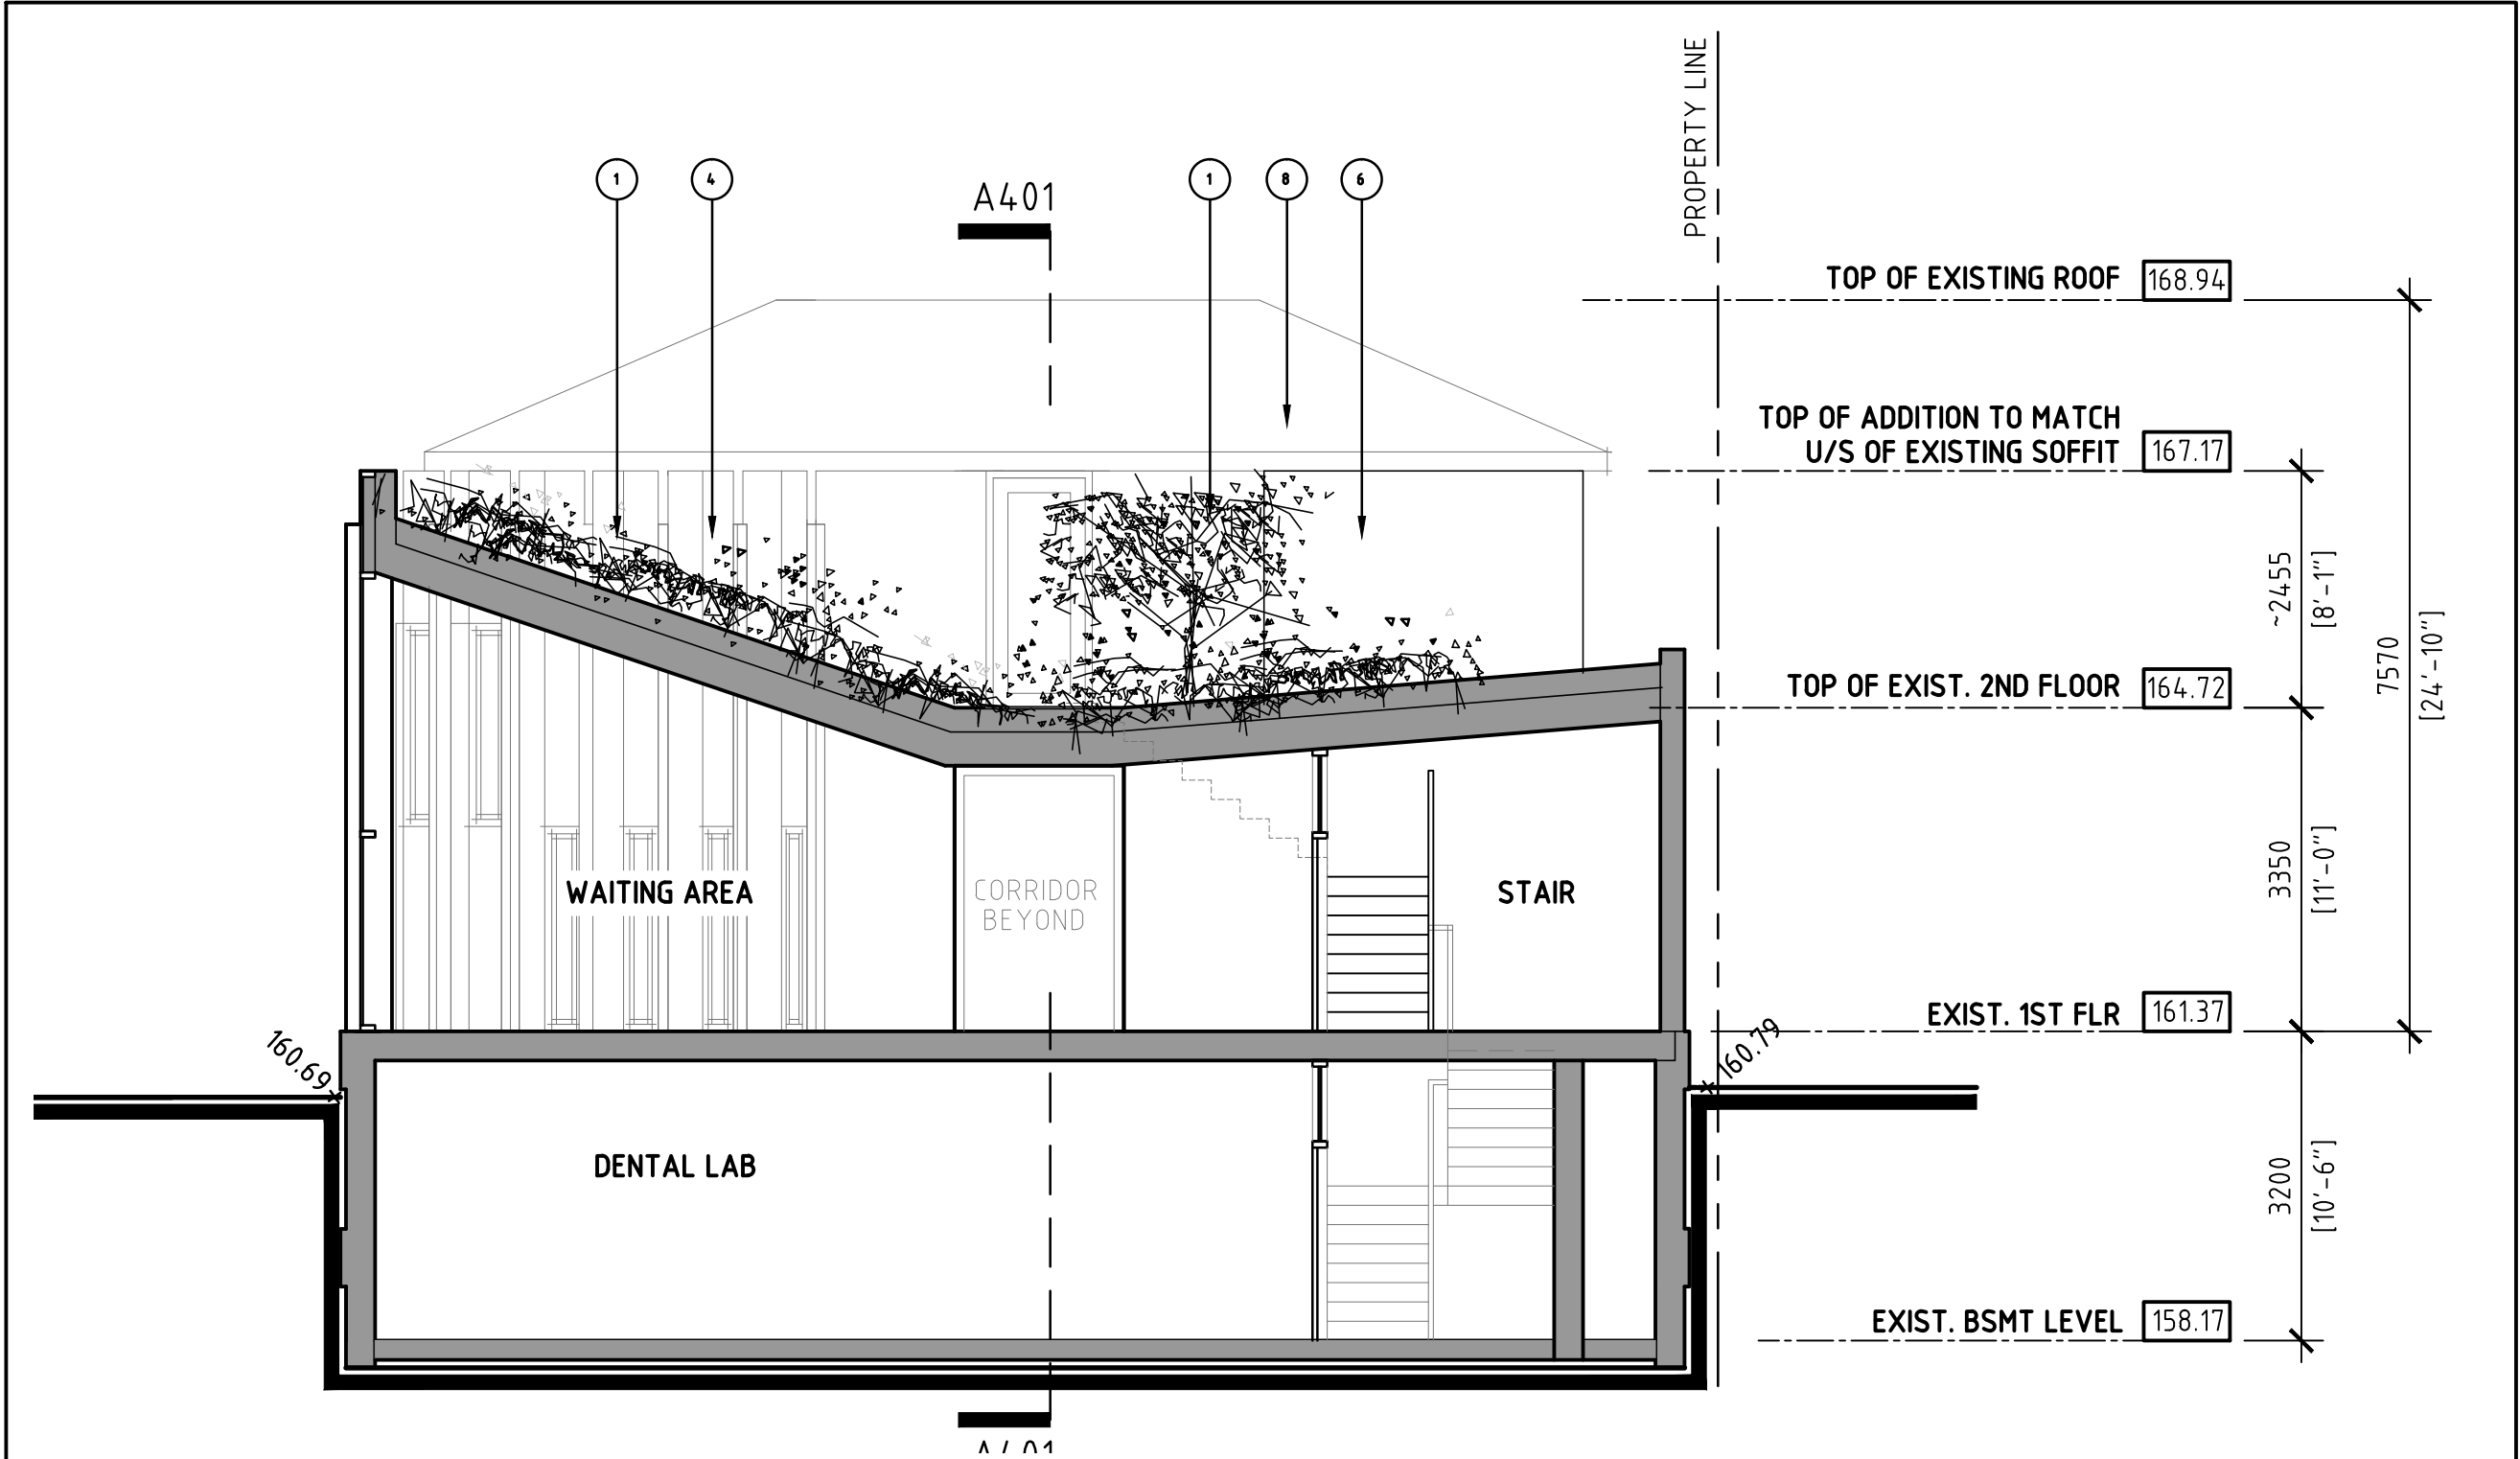 PROPERTY LINE
1
4
1
8
6
A401
TOP OF EXISTING ROOF 168.94
TOP OF ADDITION TO MATCH
U/S OF EXISTING SOFFIT 167.17
~2455
[8'-1"]
7570
[24'-10"]
TOP OF EXIST. 2ND FLOOR 164.72
3350
[11'-0"]
WAITING AREA
CORRIDOR
BEYOND
STAIR
EXIST. 1ST FLR 161.37
160.69
160.79
DENTAL LAB
3200
[10'-6"]
EXIST. BSMT LEVEL 158.17
A401